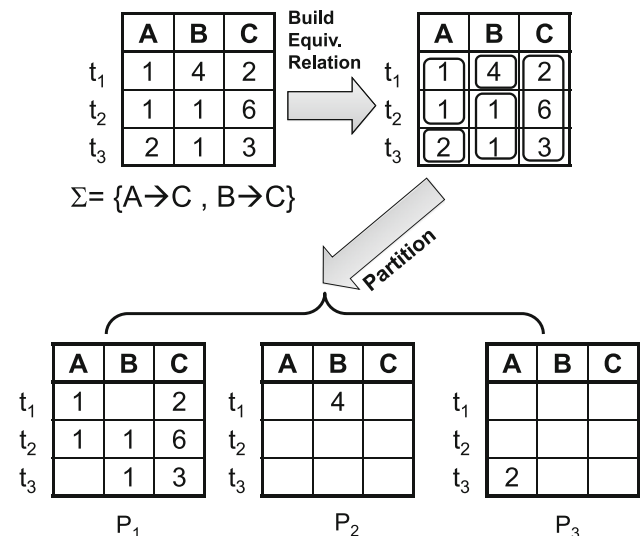 A B C
t1 1 4 2
t2 1 1 6
t3 2 1 3
Σ= {A→C , B→C}
Build
Equiv.
Relation
A B C
t1 1 4 2
t2 1 1 6
t3 2 1 3
Partition
A B C
t1 1 2
t2 1 1 6
t3 1 3
P1
A B C
t1 4
t2
t3
P2
A B C
t1
t2
t3 2
P3